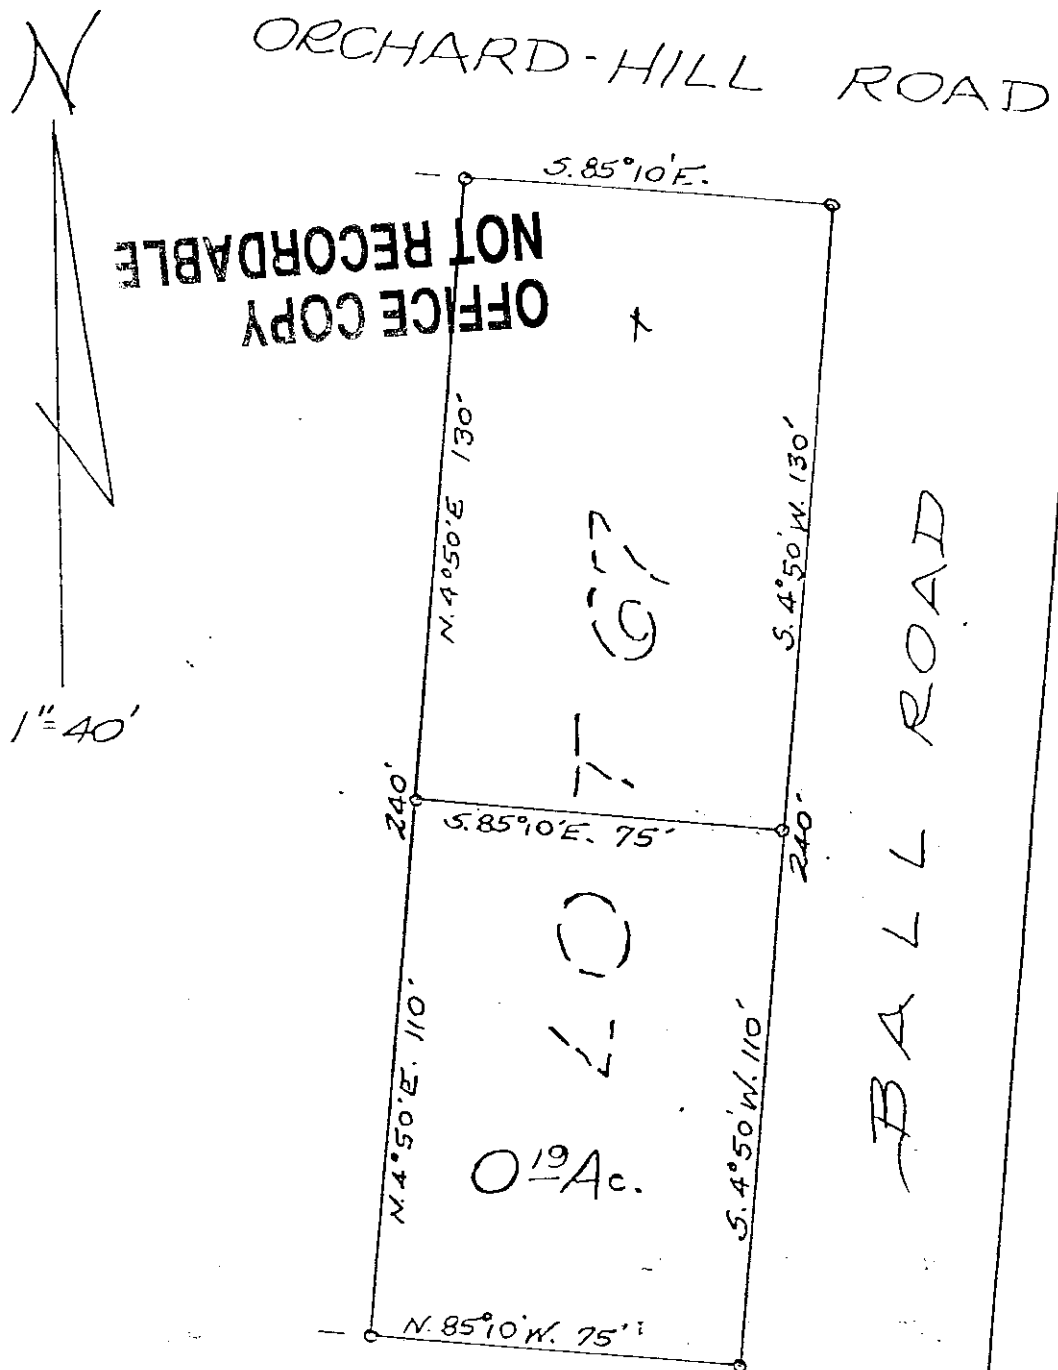 N
ORCHARD-HILL ROAD
S. 85°10'E.
NOT RECORDABLE
OFFICE COPY
N. 4°50'E 130'
S. 4°50'W. 130'
1"=40'
LOT 67
240'
S. 85°10'E. 75'
240'
BALL ROAD
N. 4°50'E. 110'
S. 4°50'W. 110'
0 19 Ac.
N. 85°10'W. 75'